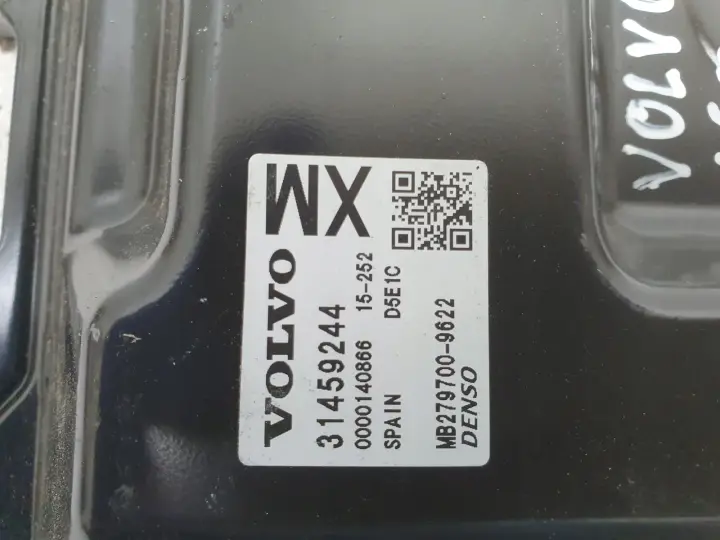 WX
VOLVO
31459244
0000140866 15-252
SPAIN D5E1C
MB279700-9622
DENSO
VOLVO